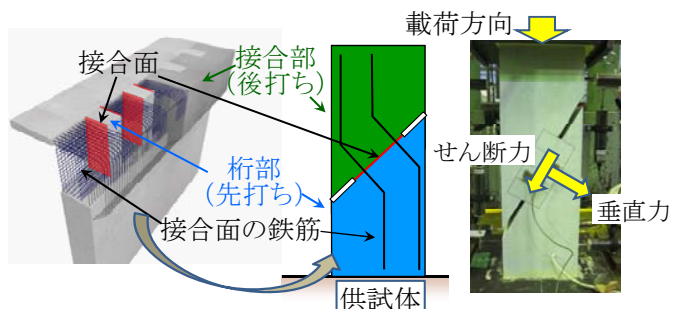 接合面
接合部
(後打ち)
桁部
(先打ち)
接合面の鉄筋
供試体
載荷方向
せん断力
垂直力